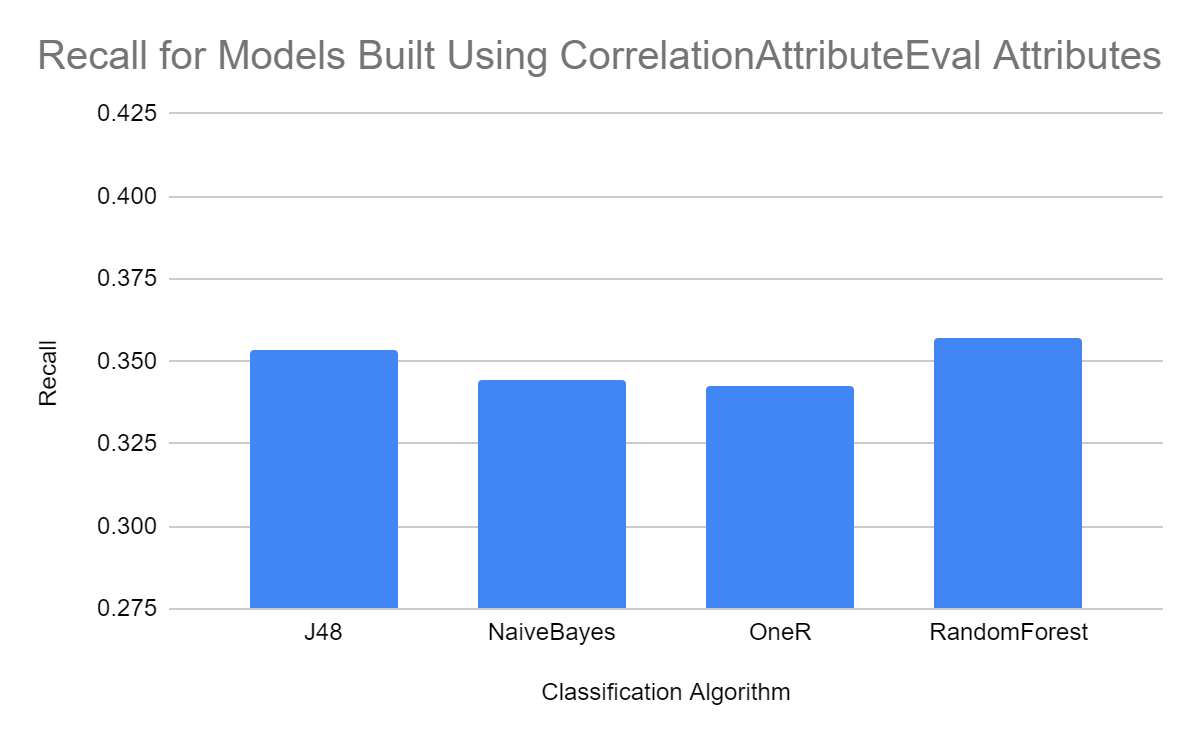 Recall for Models Built Using CorrelationAttributeEval Attributes
0.425
0.400
0.375
0.350
0.325
0.300
0.275
Recall
J48 NaiveBayes OneR RandomForest
Classification Algorithm